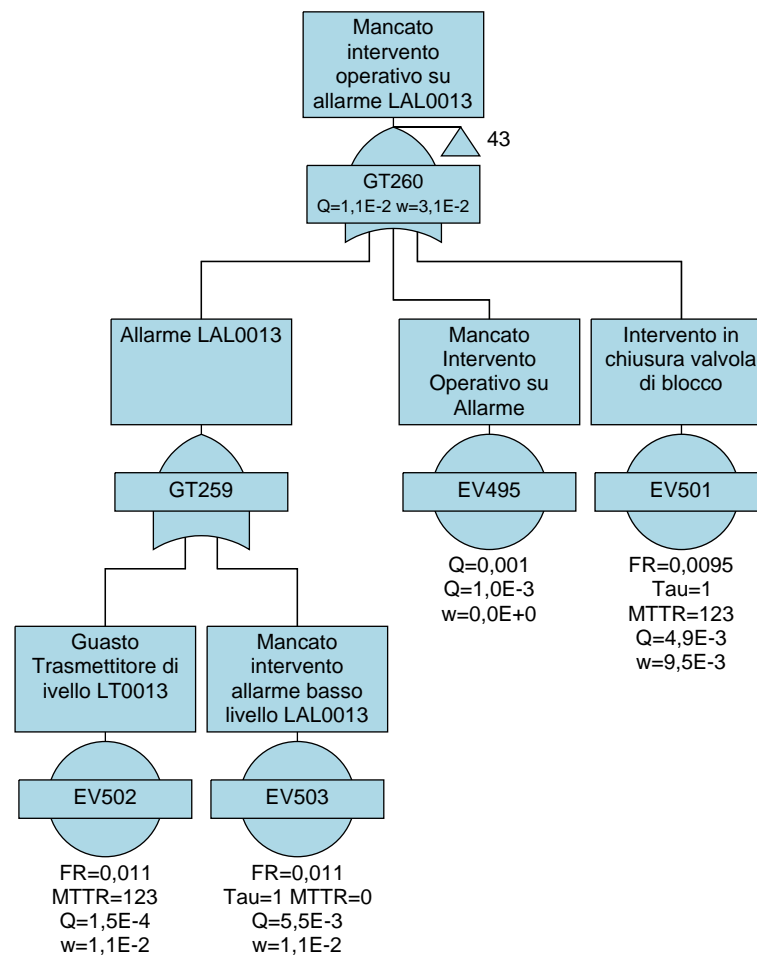 Mancato
intervento
operativo su
allarme LAL0013
43
GT260
Q=1,1E-2 w=3,1E-2
Allarme LAL0013
Mancato
Intervento
Operativo su
Allarme
Intervento in
chiusura valvola
di blocco
GT259
EV495
EV501
Q=0,001
Q=1,0E-3
w=0,0E+0
FR=0,0095
Tau=1
MTTR=123
Q=4,9E-3
w=9,5E-3
Guasto
Trasmettitore di
ivello LT0013
Mancato
intervento
allarme basso
livello LAL0013
EV502
EV503
FR=0,011
MTTR=123
Q=1,5E-4
w=1,1E-2
FR=0,011
Tau=1 MTTR=0
Q=5,5E-3
w=1,1E-2